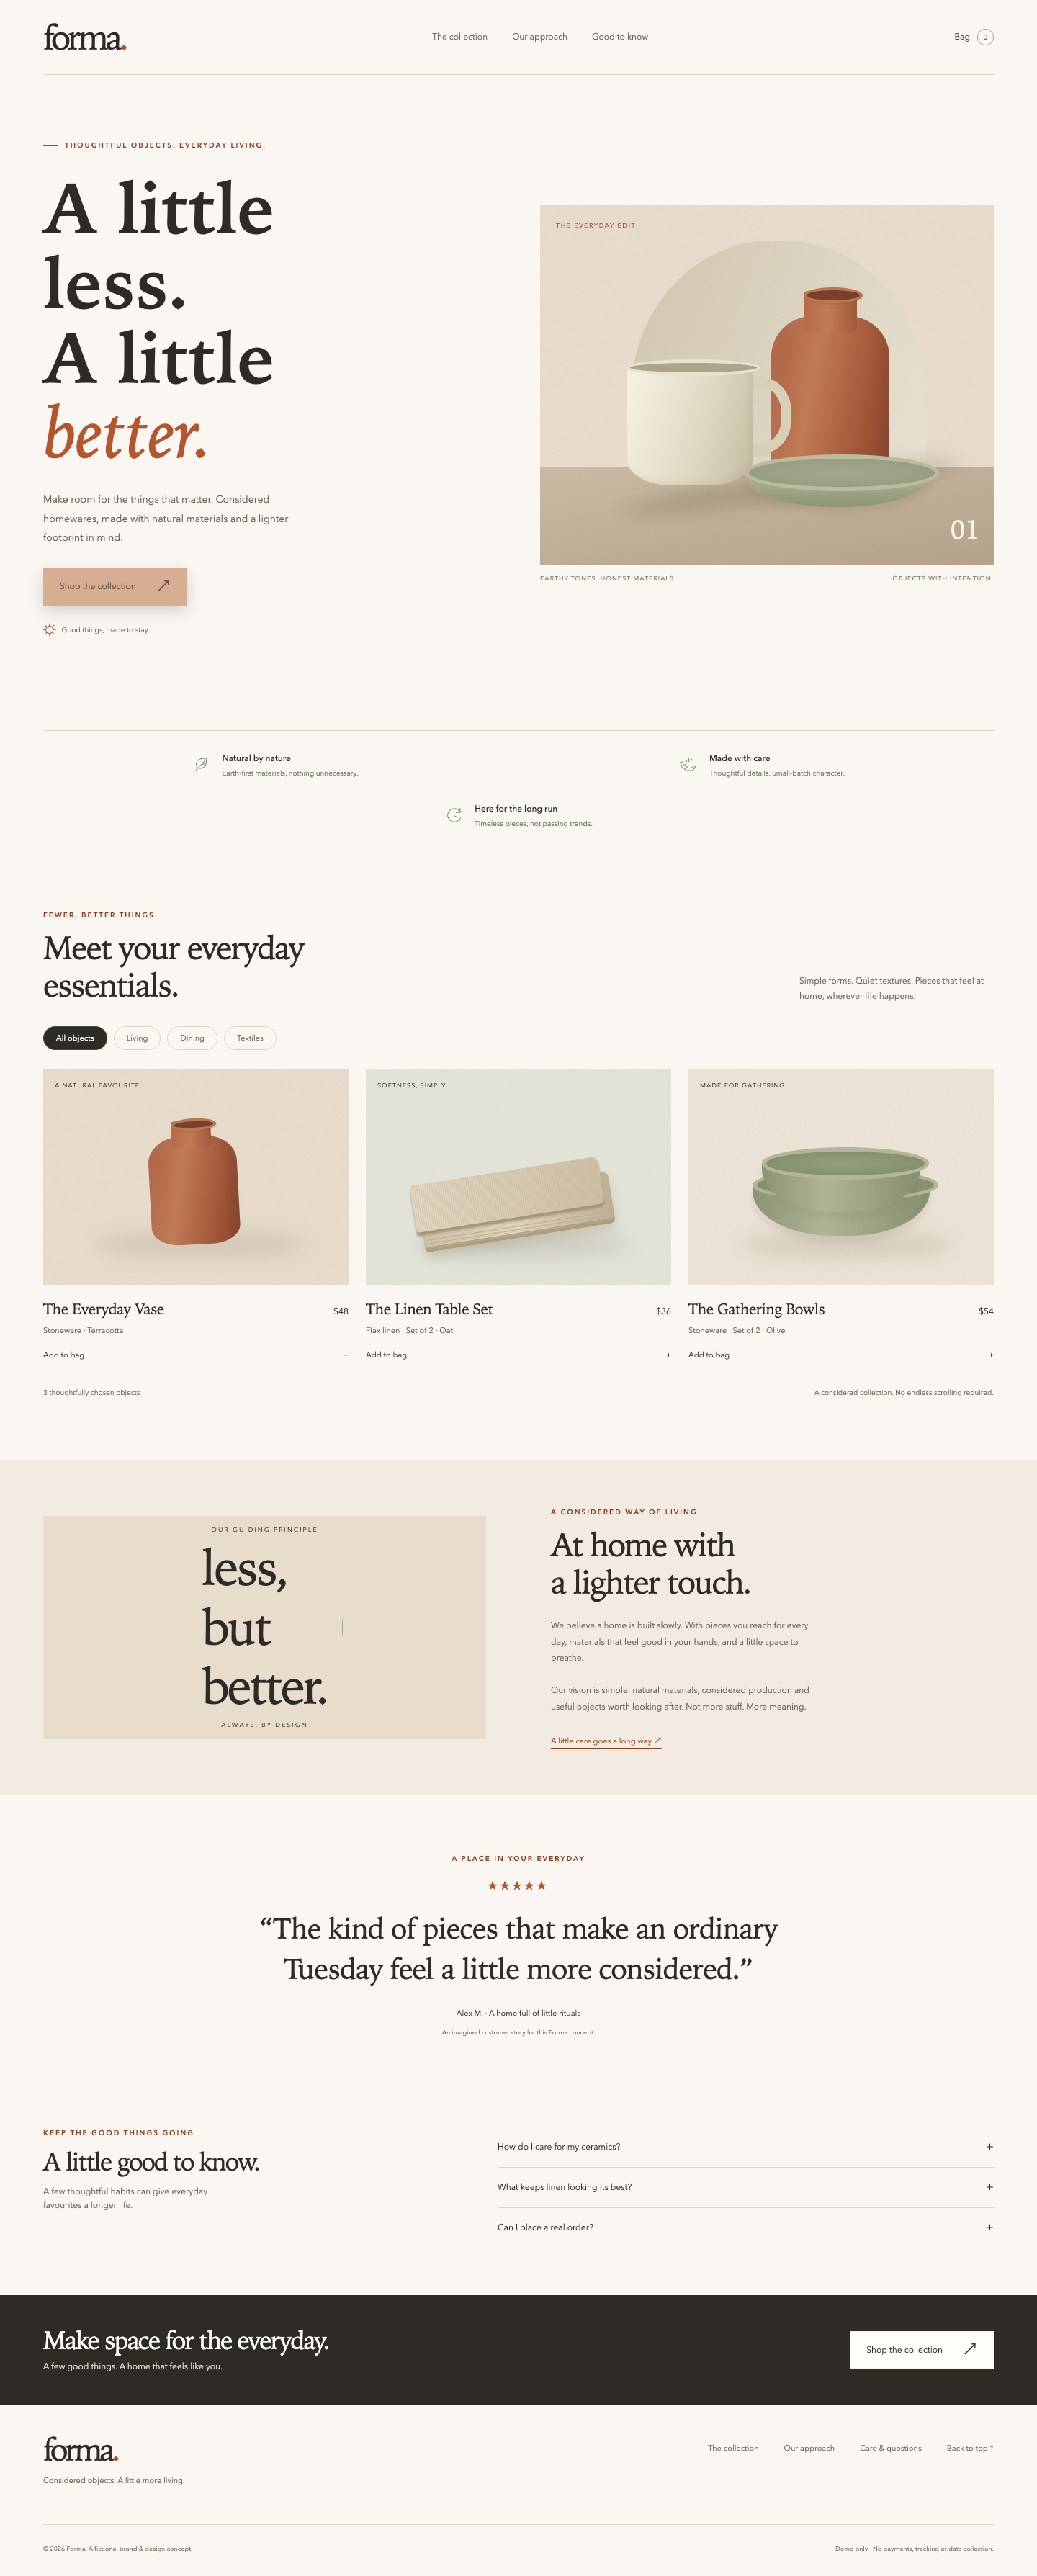 forma.
The collection
Our approach
Good to know
Bag 0
THOUGHTFUL OBJECTS. EVERYDAY LIVING.
A little
less.
A little
better.
Make room for the things that matter. Considered
homewares, made with natural materials and a lighter
footprint in mind.
Shop the collection ↗
Good things, made to stay.
THE EVERYDAY EDIT
01
EARTHY TONES. HONEST MATERIALS.
OBJECTS WITH INTENTION.
Natural by nature
Earth-first materials, nothing unnecessary.
Made with care
Thoughtful details. Small-batch character.
Here for the long run
Timeless pieces, not passing trends.
FEWER, BETTER THINGS
Meet your everyday
essentials.
Simple forms. Quiet textures. Pieces that feel at
home, wherever life happens.
All objects
Living
Dining
Textiles
A NATURAL FAVOURITE
The Everyday Vase
$48
Stoneware · Terracotta
Add to bag +
SOFTNESS, SIMPLY
The Linen Table Set
$36
Flax linen · Set of 2 · Oat
Add to bag +
MADE FOR GATHERING
The Gathering Bowls
$54
Stoneware · Set of 2 · Olive
Add to bag +
3 thoughtfully chosen objects
A considered collection. No endless scrolling required.
OUR GUIDING PRINCIPLE
less,
but
better.
ALWAYS, BY DESIGN
A CONSIDERED WAY OF LIVING
At home with
a lighter touch.
We believe a home is built slowly. With pieces you reach for every
day, materials that feel good in your hands, and a little space to
breathe.
Our vision is simple: natural materials, considered production and
useful objects worth looking after. Not more stuff. More meaning.
A little care goes a long way ↗
A PLACE IN YOUR EVERYDAY
★★★★★
“The kind of pieces that make an ordinary
Tuesday feel a little more considered.”
Alex M. · A home full of little rituals
An imagined customer story for this Forma concept.
KEEP THE GOOD THINGS GOING
A little good to know.
A few thoughtful habits can give everyday
favourites a longer life.
How do I care for my ceramics? +
What keeps linen looking its best? +
Can I place a real order? +
Make space for the everyday.
A few good things. A home that feels like you.
Shop the collection ↗
forma.
Considered objects. A little more living.
The collection
Our approach
Care & questions
Back to top ↑
© 2026 Forma. A fictional brand & design concept.
Demo only · No payments, tracking or data collection.